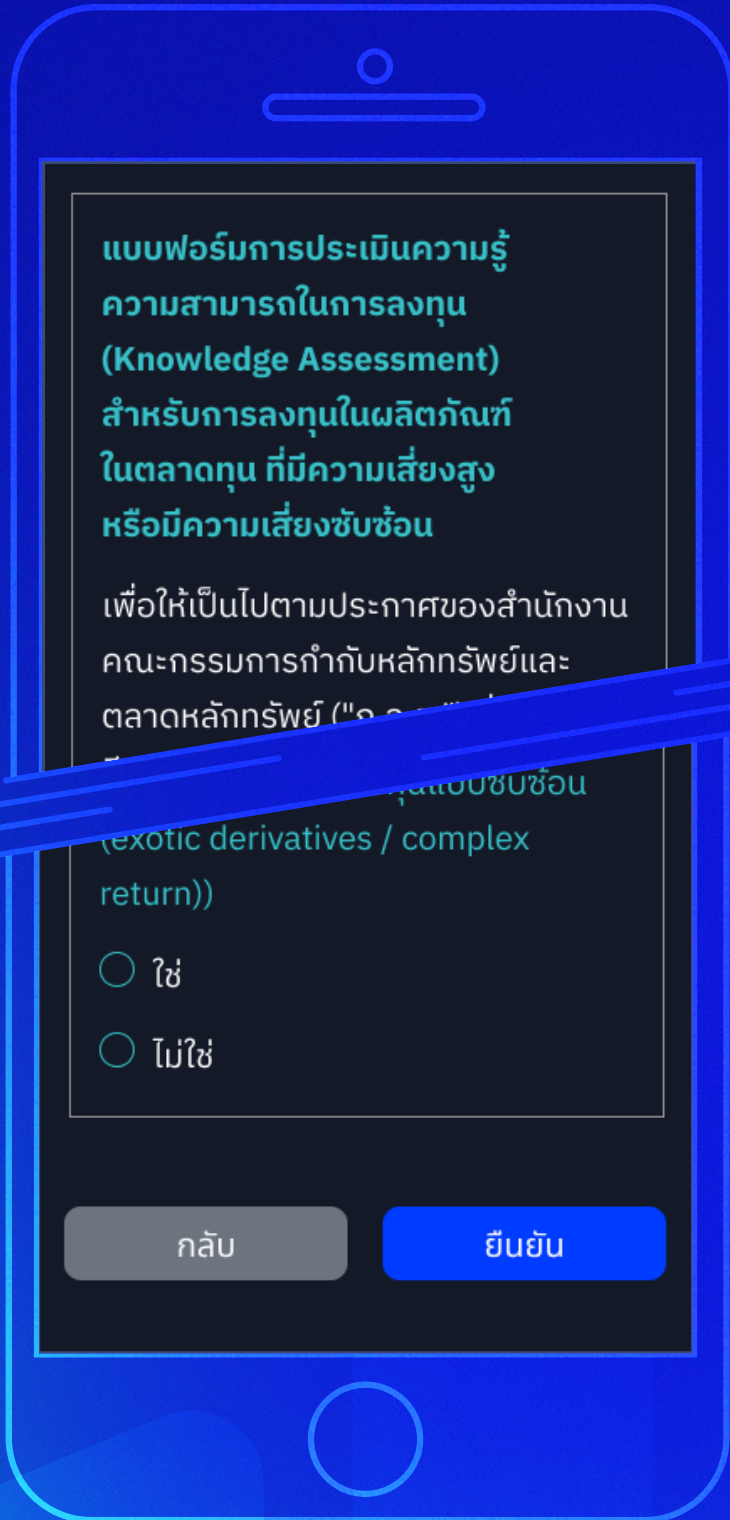 แบบฟอร์มการประเมินความรู้
ความสามารถในการลงทุน
(Knowledge Assessment)
สำหรับการลงทุนในผลิตภัณฑ์
ในตลาดทุน ที่มีความเสี่ยงสูง
หรือมีความเสี่ยงซับซ้อน
เพื่อให้เป็นไปตามประกาศของสำนักงาน
คณะกรรมการกำกับหลักทรัพย์และ
ตลาดหลักทรัพย์
แบบซับซ้อน
(exotic derivatives / complex
return))
ใช่
ไม่ใช่
กลับ
ยืนยัน